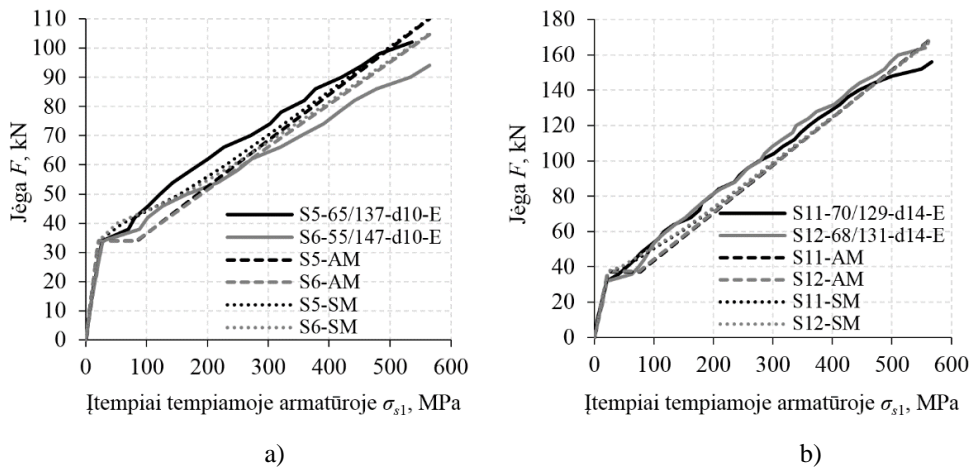 Jėga F, kN
110
100
90
80
70
60
50
40
30
20
10
0
S5-65/137-d10-E
S6-55/147-d10-E
S5-AM
S6-AM
S5-SM
S6-SM
0 100 200 300 400 500 600
Įtempiai tempiamoje armatūroje σs1, MPa
a)
Jėga F, kN
180
160
140
120
100
80
60
40
20
0
S11-70/129-d14-E
S12-68/131-d14-E
S11-AM
S12-AM
S11-SM
S12-SM
0 100 200 300 400 500 600
Įtempiai tempiamoje armatūroje σs1, MPa
b)